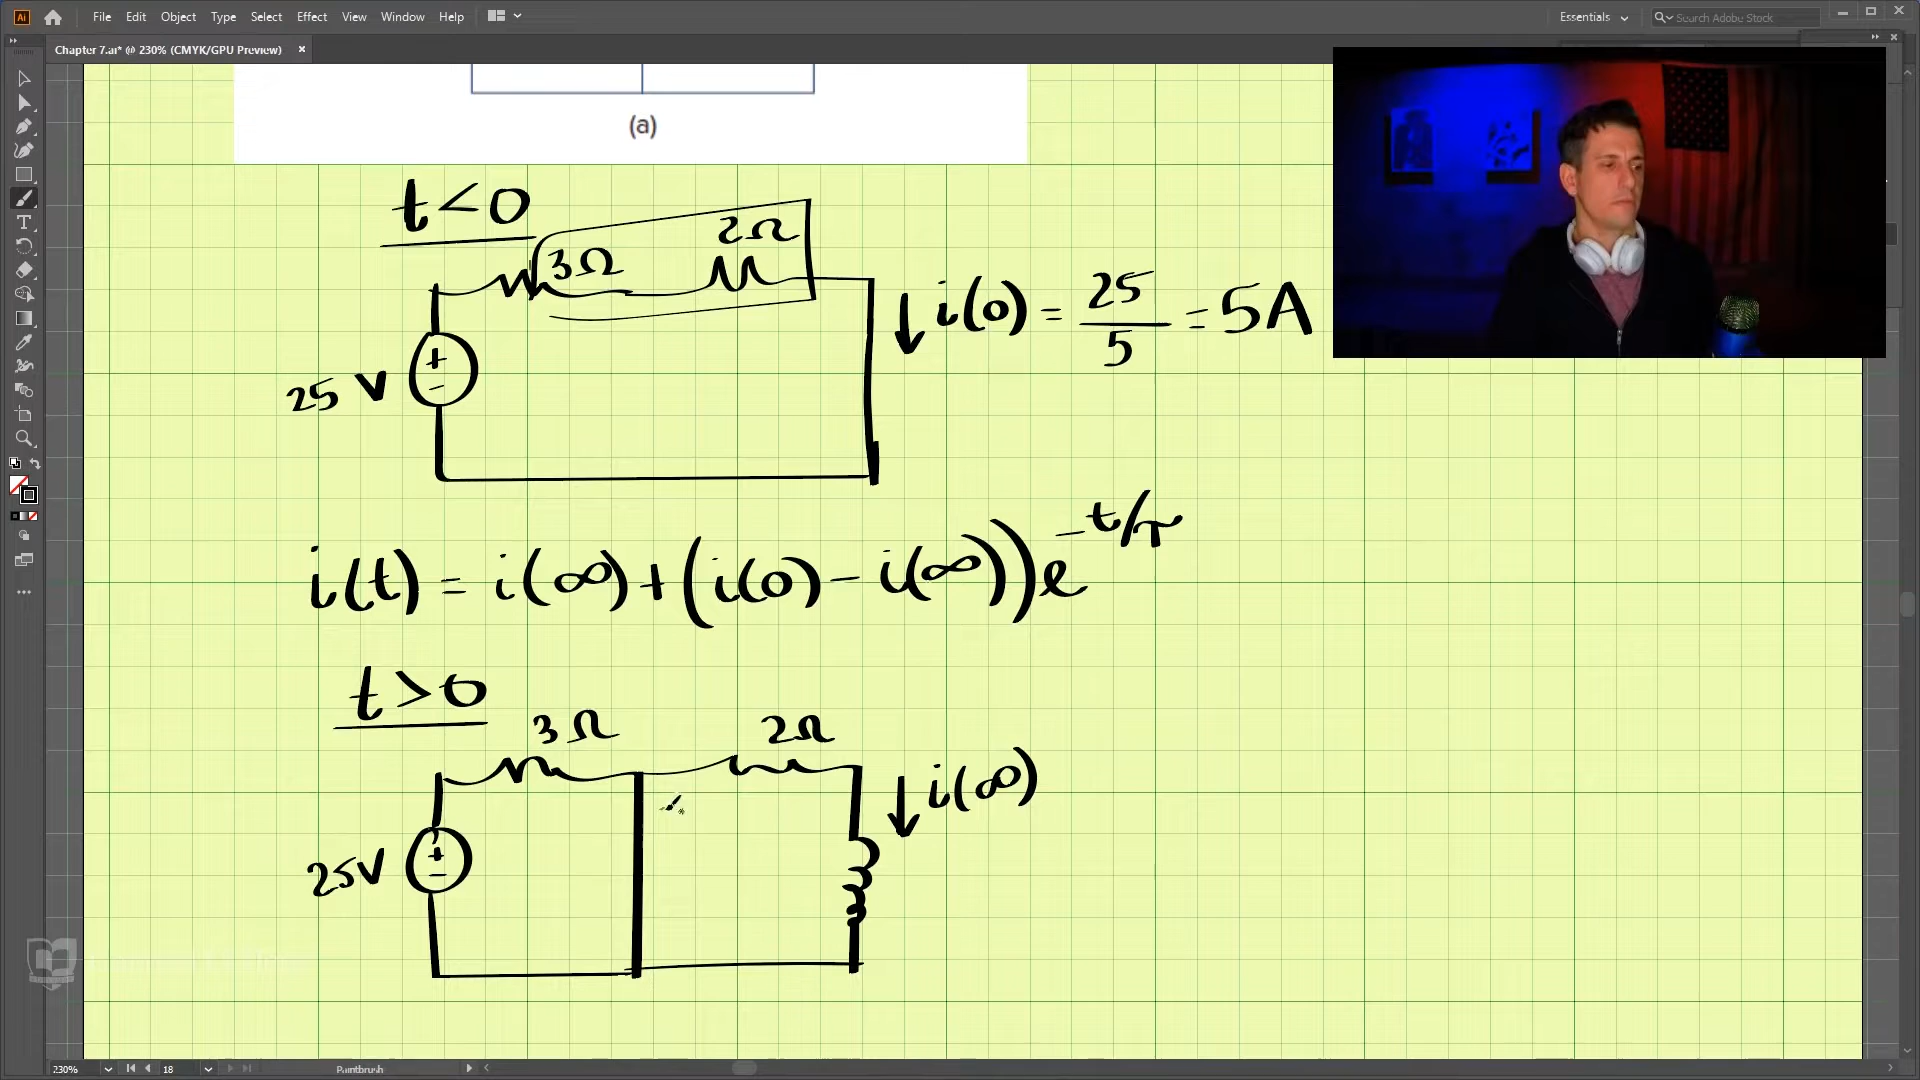 File Edit Object Type Select Effect View Window Help
Essentials
Search Adobe Stock
Chapter 7.ai* @ 230% (CMYK/GPU Preview)
(a)
t<0
3Ω 2Ω
25 V
+
−
i(0) = 25/5 = 5A
i(t) = i(∞) + (i(0) − i(∞))e^−t/τ
t>0
3Ω 2Ω
25V
+
−
i(∞)
230%
18
Paintbrush